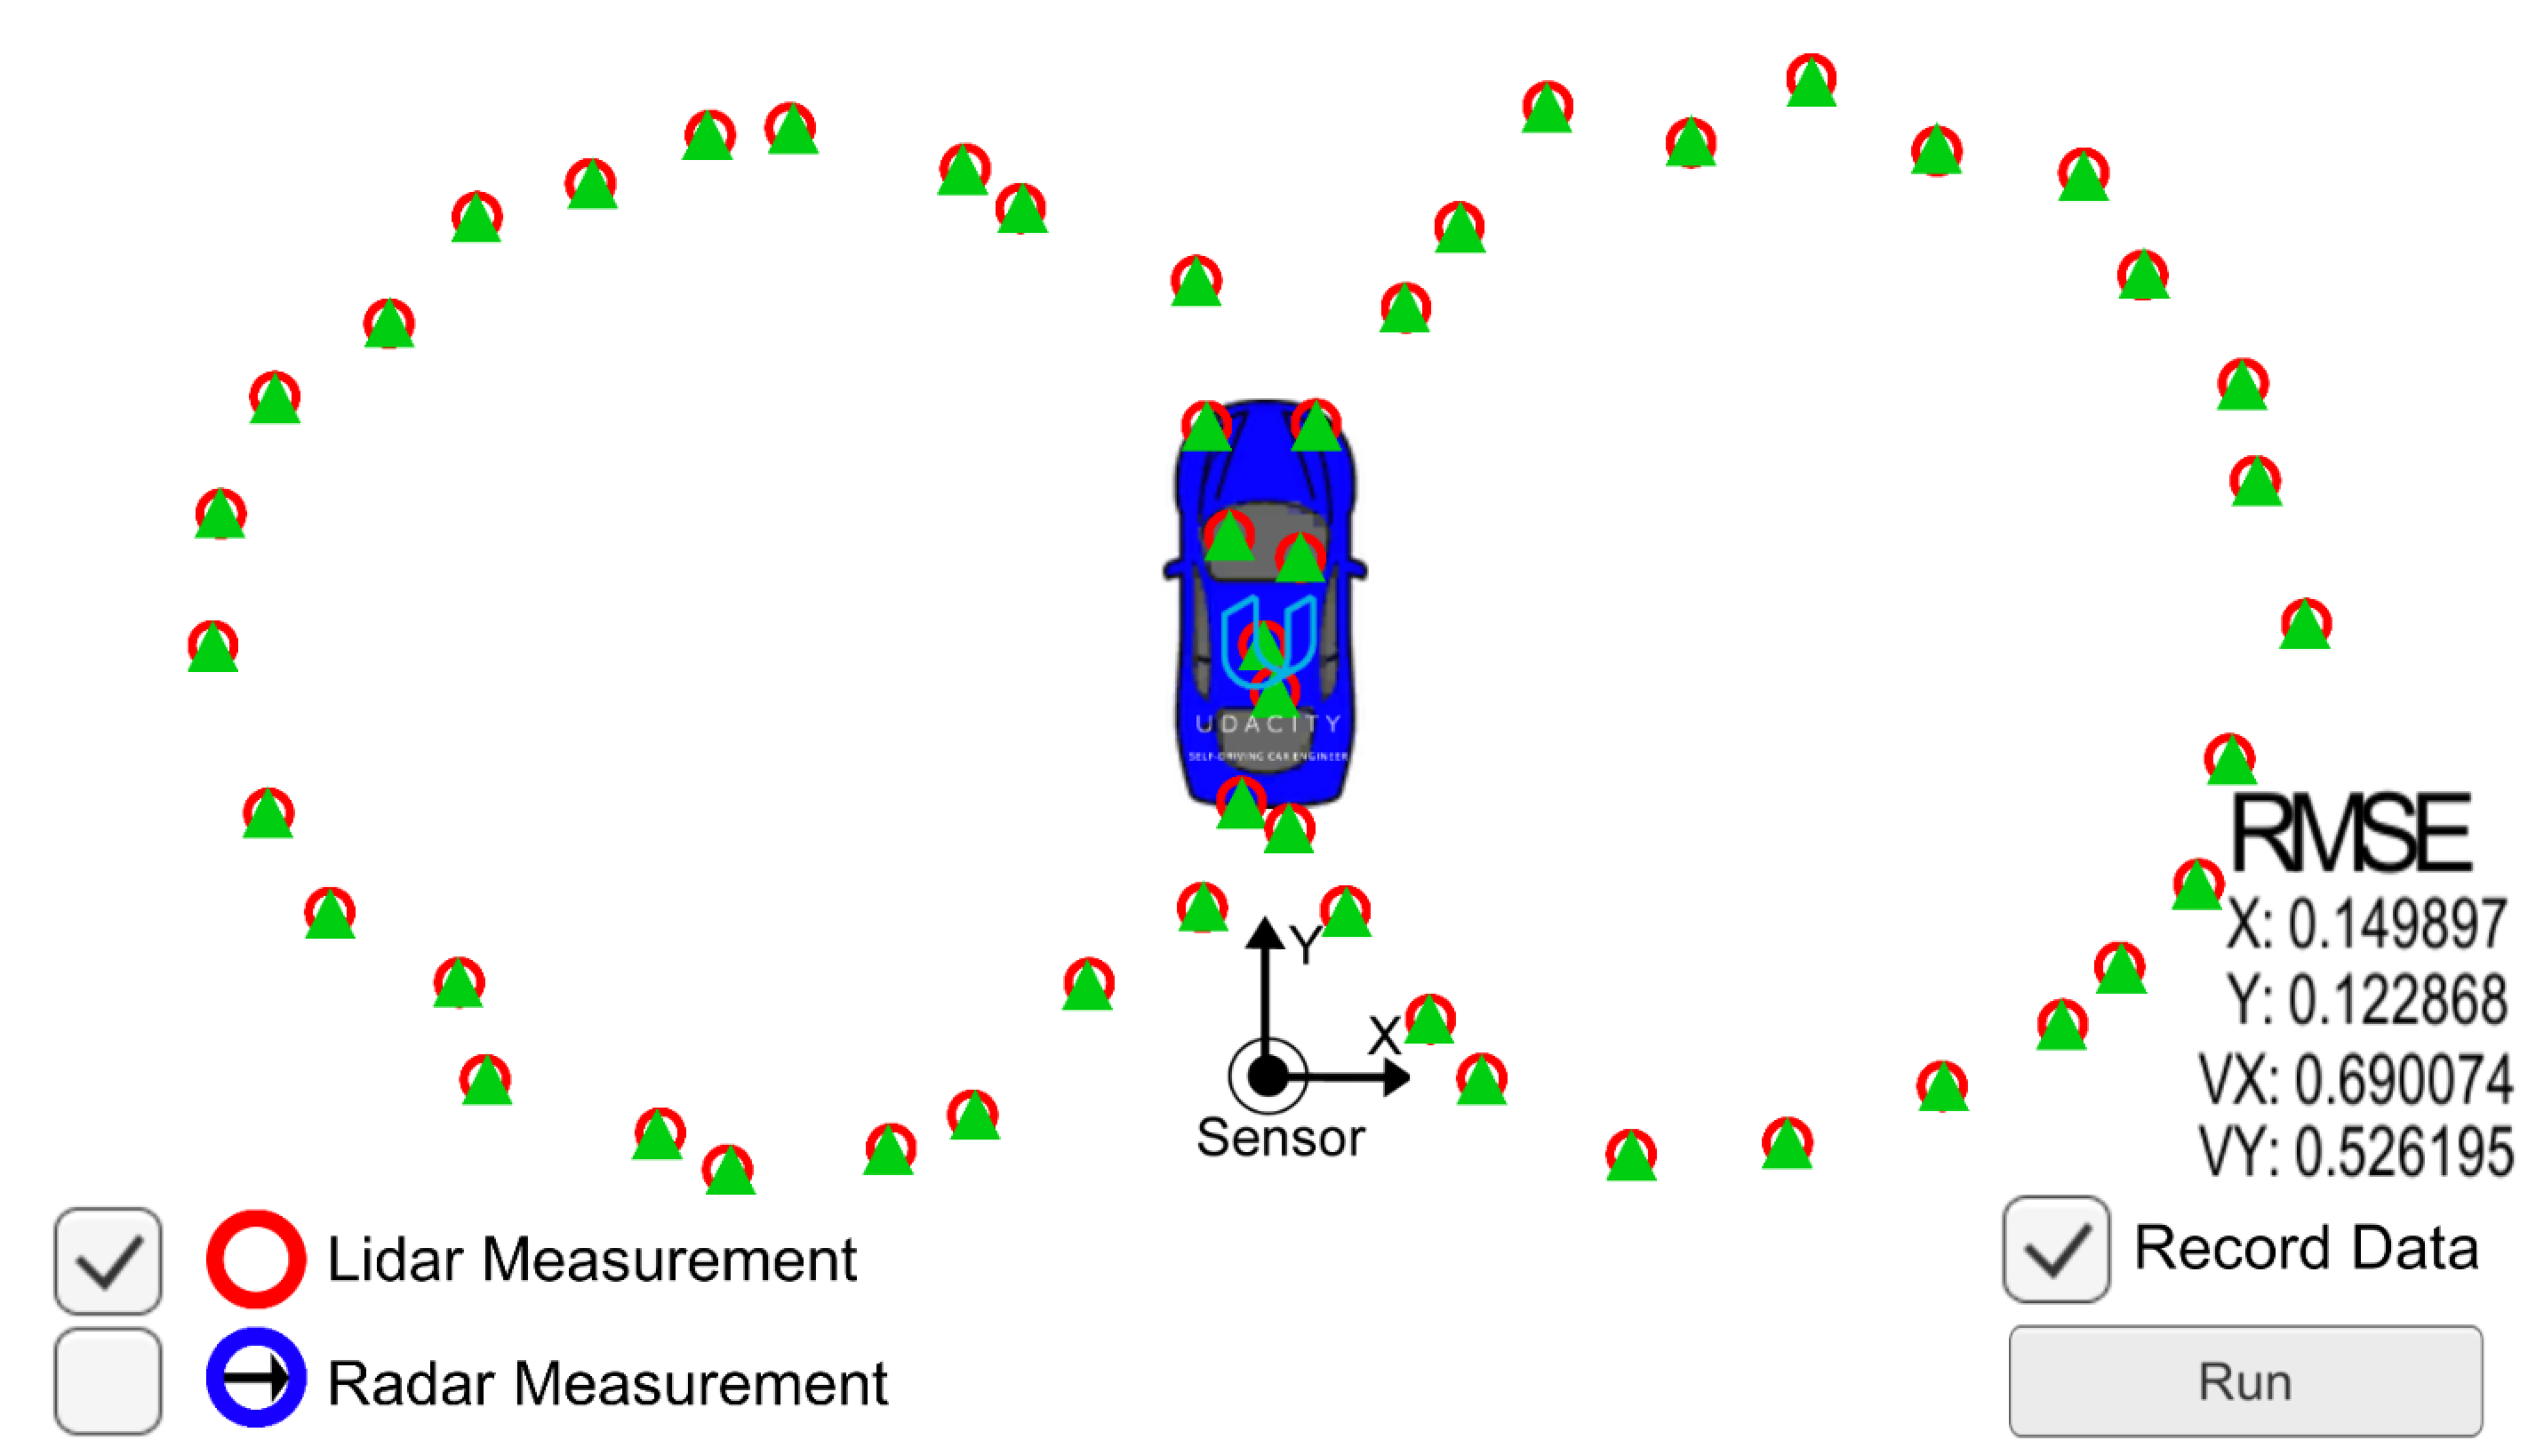 UDACITY
SELF-DRIVING CAR ENGINEER
RMSE
X: 0.149897
Y: 0.122868
VX: 0.690074
VY: 0.526195
Y
X
Sensor
Lidar Measurement
Radar Measurement
Record Data
Run